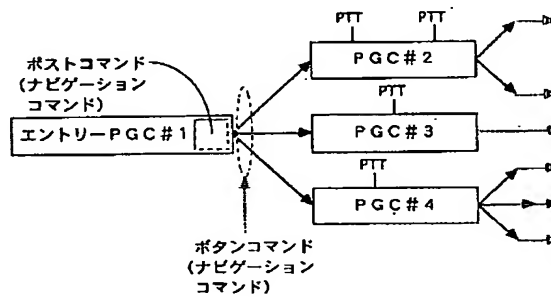 ポストコマンド
(ナビゲーション
コマンド)
エントリーPGC#1
PTT
PTT
PGC#2
PTT
PGC#3
PTT
PGC#4
ボタンコマンド
(ナビゲーション
コマンド)